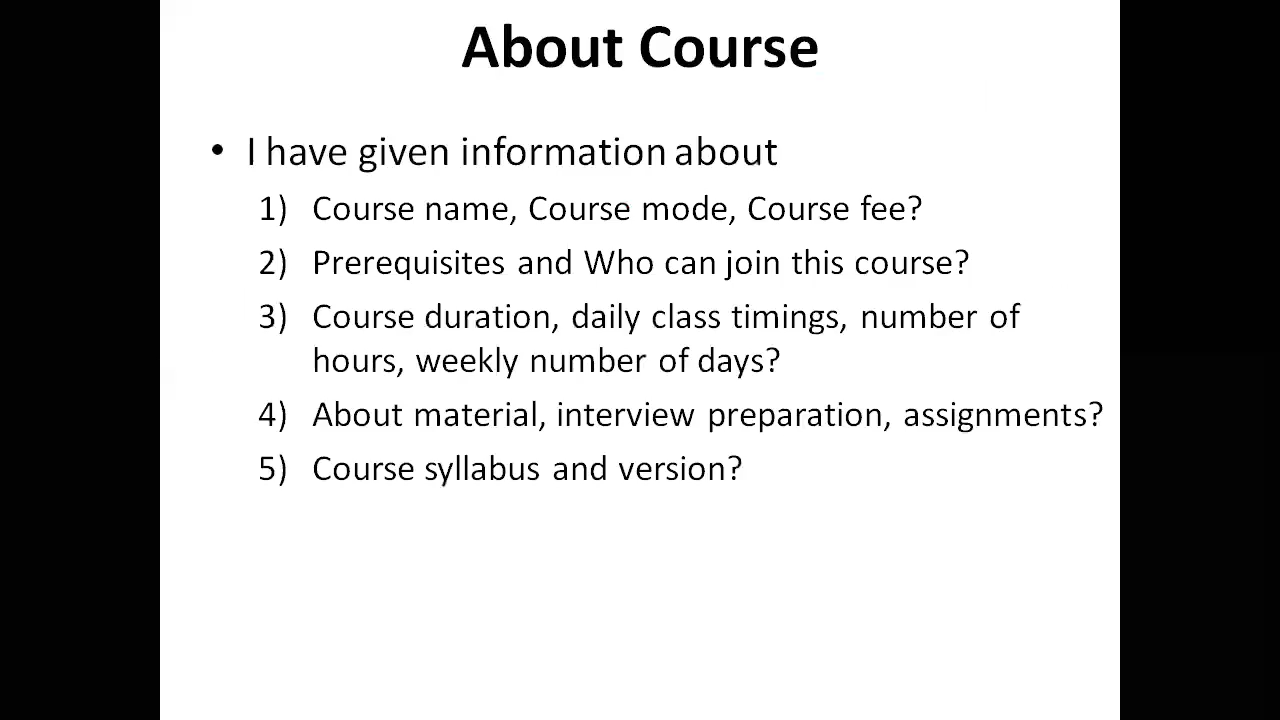 About Course
• I have given information about
1) Course name, Course mode, Course fee?
2) Prerequisites and Who can join this course?
3) Course duration, daily class timings, number of
hours, weekly number of days?
4) About material, interview preparation, assignments?
5) Course syllabus and version?